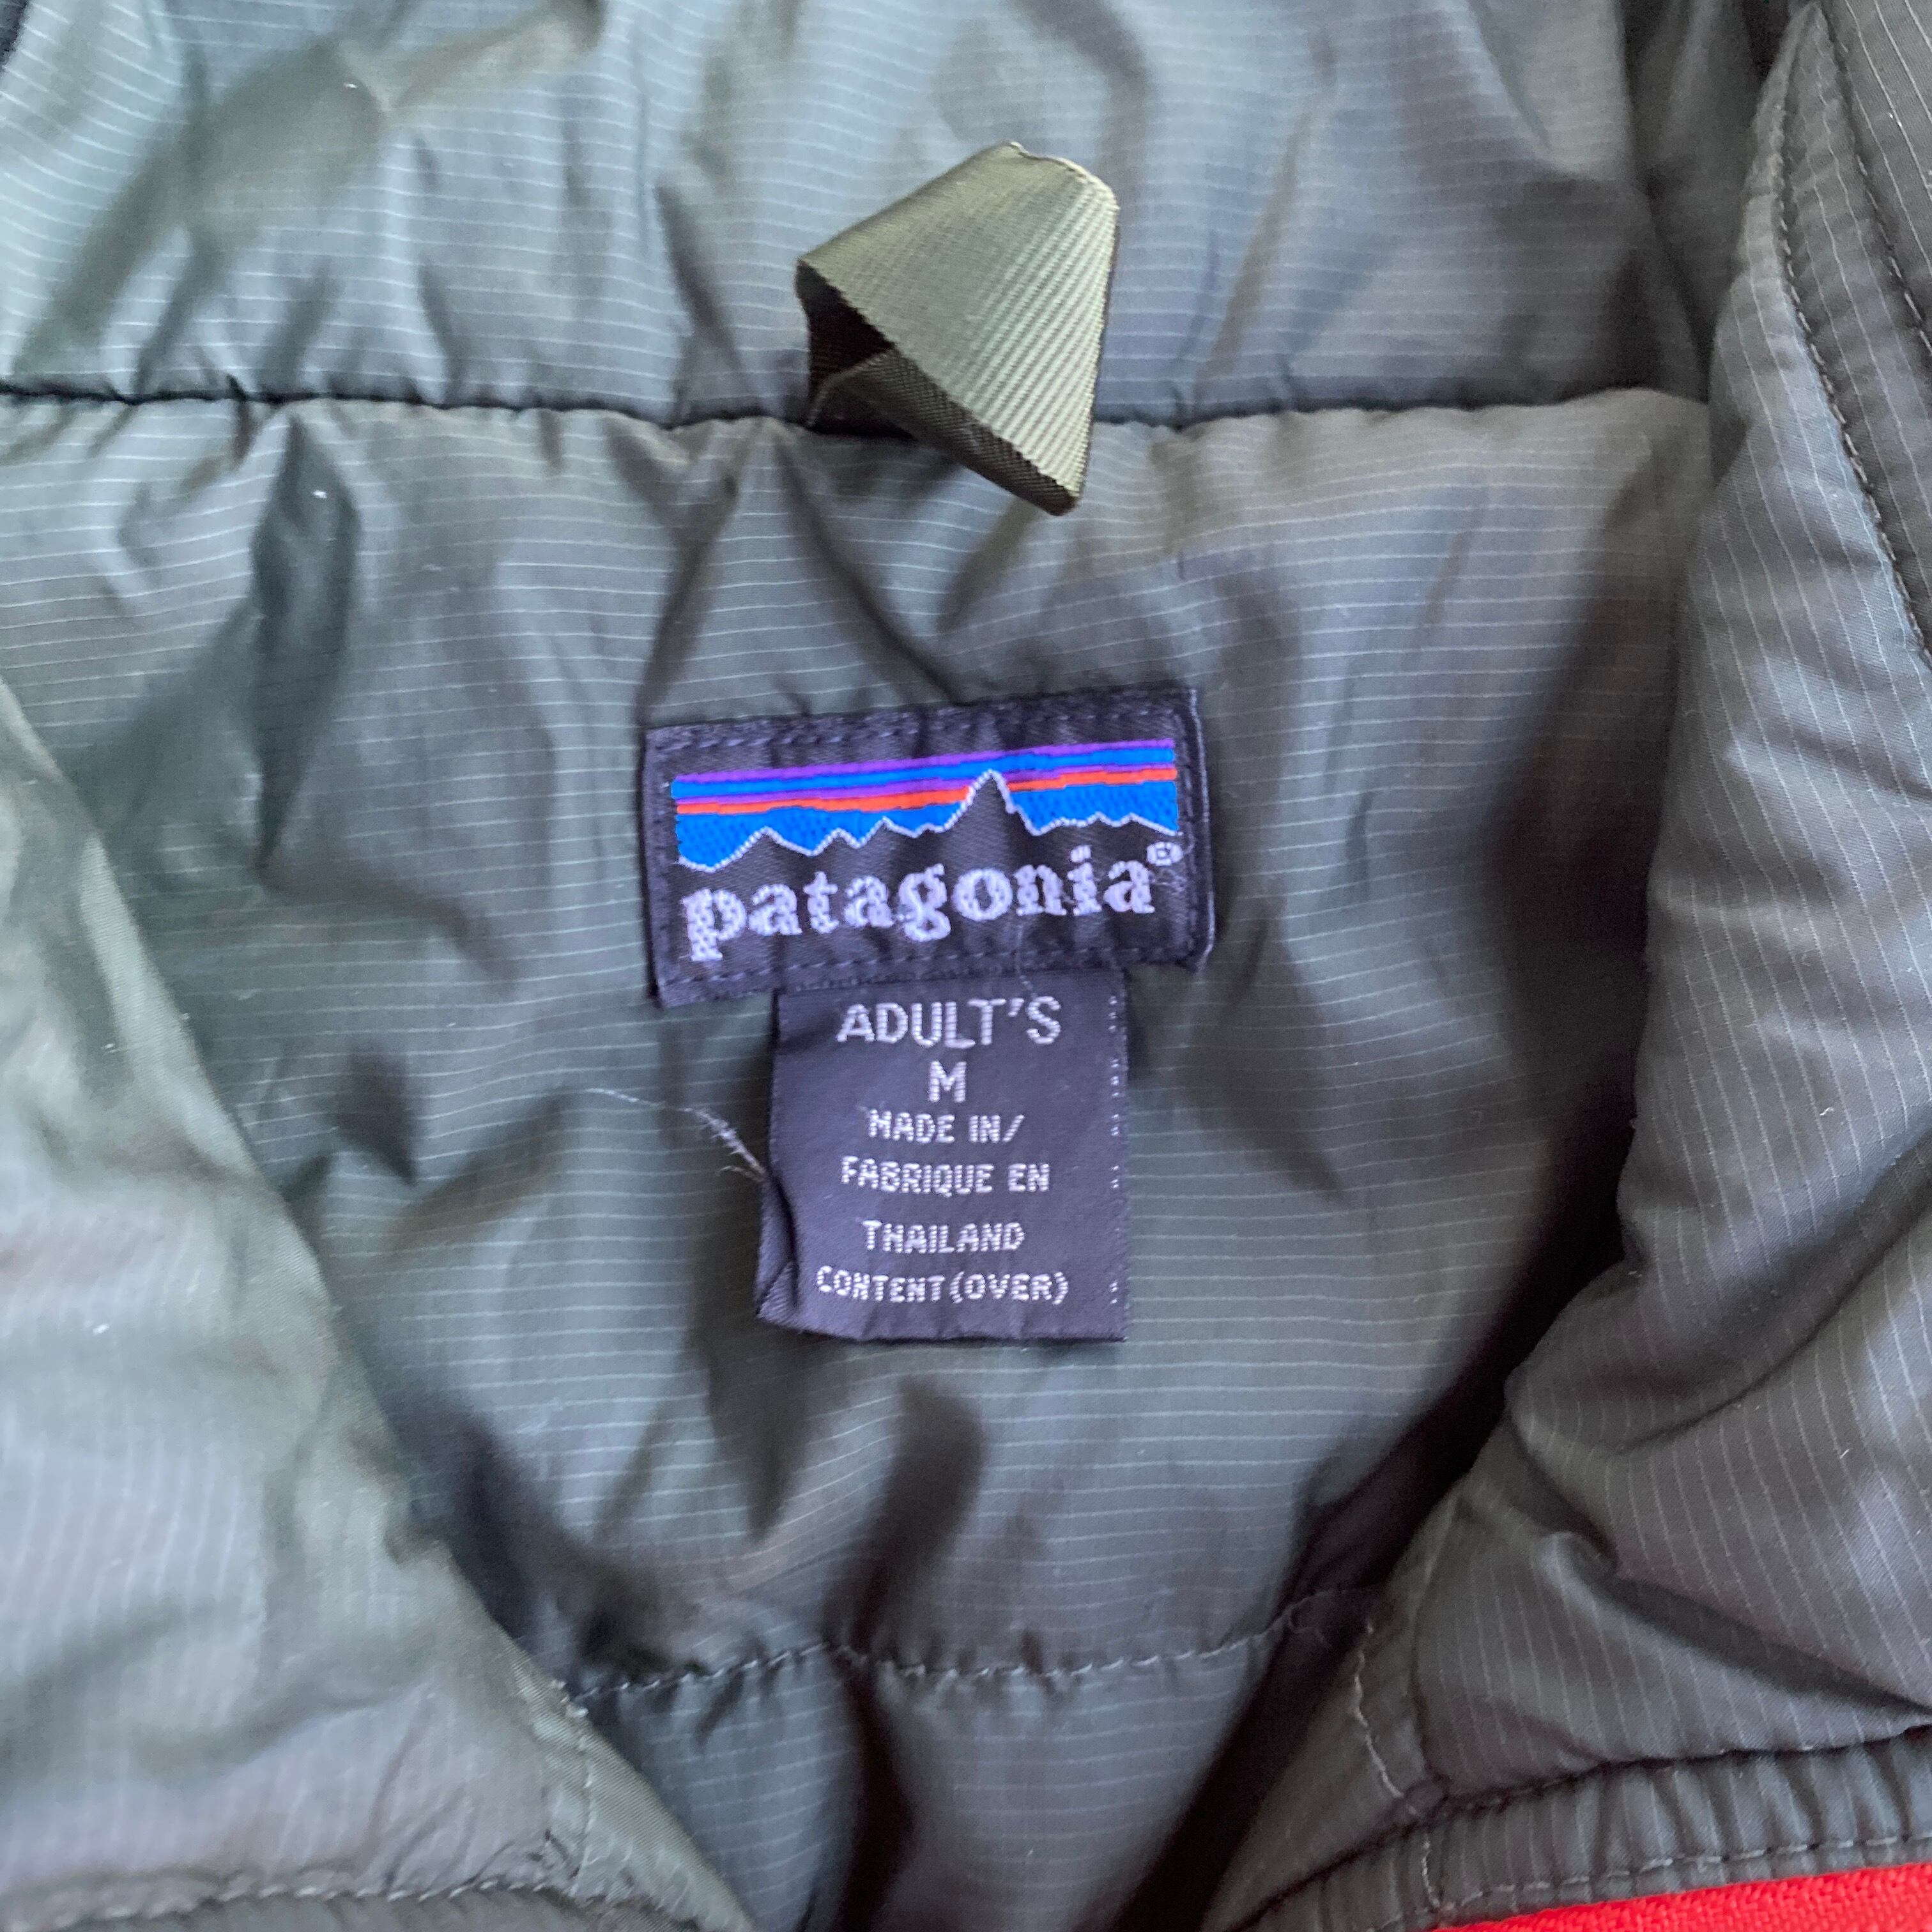 patagonia®
ADULT'S
M
MADE IN/
FABRIQUE EN
THAILAND
CONTENT(OVER)